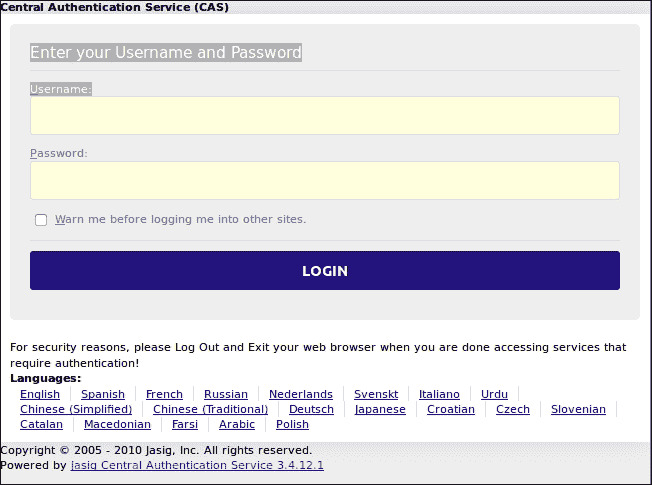 Central Authentication Service (CAS)
Enter your Username and Password
Username:
Password:
Warn me before logging me into other sites.
LOGIN
For security reasons, please Log Out and Exit your web browser when you are done accessing services that
require authentication!
Languages:
English Spanish French Russian Nederlands Svenskt Italiano Urdu
Chinese (Simplified) Chinese (Traditional) Deutsch Japanese Croatian Czech Slovenian
Catalan Macedonian Farsi Arabic Polish
Copyright © 2005 - 2010 Jasig, Inc. All rights reserved.
Powered by Jasig Central Authentication Service 3.4.12.1